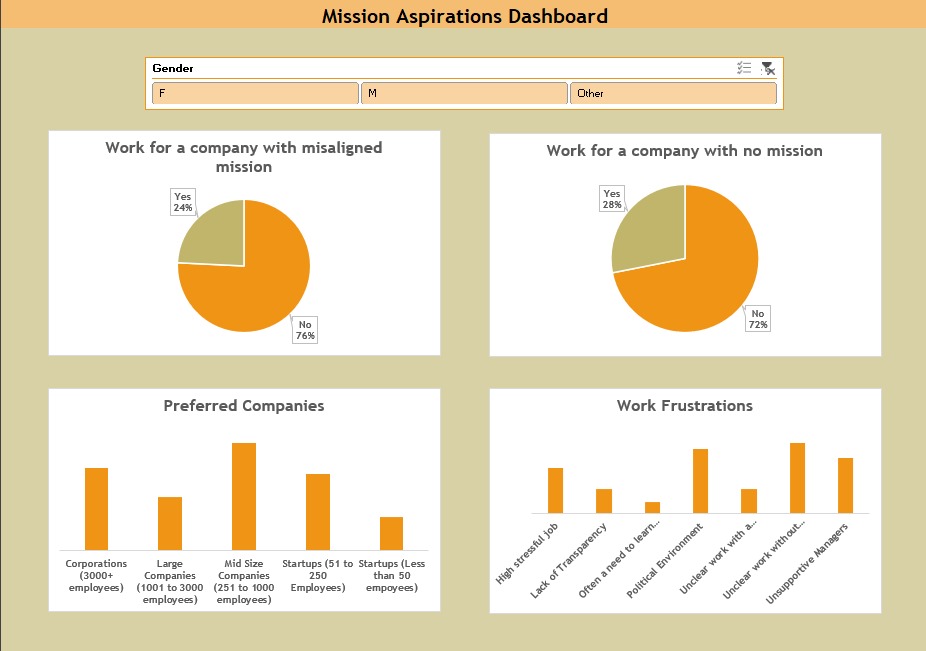 Mission Aspirations Dashboard
Gender
F
M
Other
Work for a company with misaligned
mission
Yes
24%
No
76%
Work for a company with no mission
Yes
28%
No
72%
Preferred Companies
Corporations
(3000+
employees)
Large
Companies
(1001 to 3000
employees)
Mid Size
Companies
(251 to 1000
employees)
Startups (51 to
250
Employees)
Startups (Less
than 50
empoyees)
Work Frustrations
High stressful job
Lack of Transparency
Often a need to learn...
Political Environment
Unclear work with a...
Unclear work without...
Unsupportive Managers